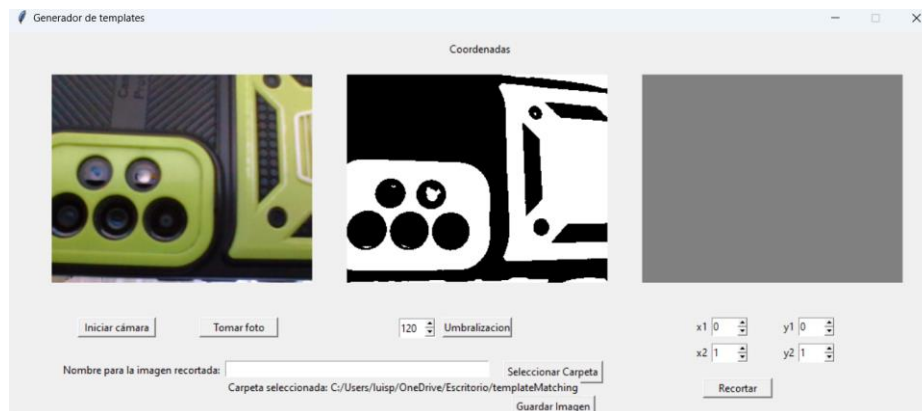 Generador de templates
Coordenadas
Iniciar cámara
Tomar foto
120
Umbralizacion
x1 0
y1 0
x2 1
y2 1
Nombre para la imagen recortada:
Seleccionar Carpeta
Carpeta seleccionada: C:/Users/luisp/OneDrive/Escritorio/templateMatching
Recortar
Guardar Imagen